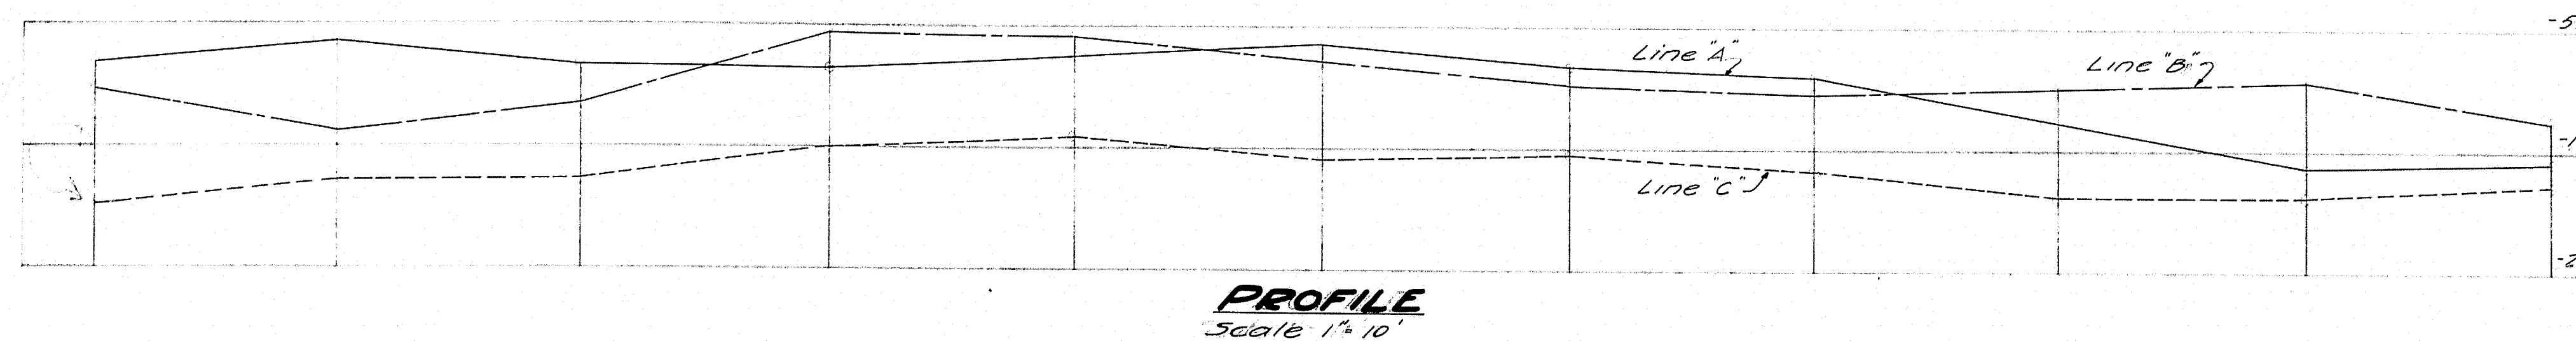 Line "A"
Line "B"
Line "C"
PROFILE
Scale 1"=10'